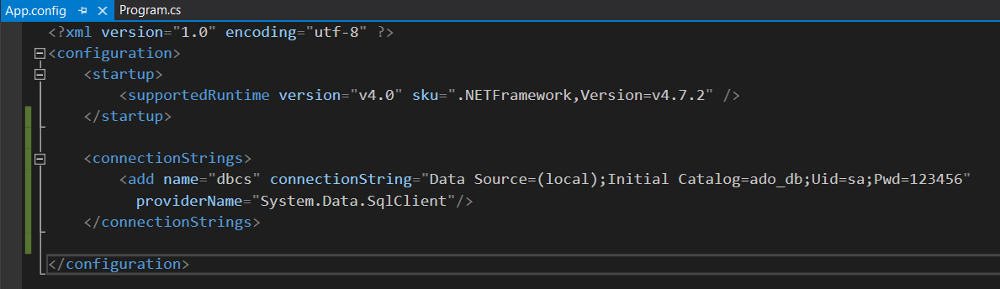 App.config Program.cs
<?xml version="1.0" encoding="utf-8" ?>
<configuration>
<startup>
<supportedRuntime version="v4.0" sku=".NETFramework,Version=v4.7.2" />
</startup>
<connectionStrings>
<add name="dbcs" connectionString="Data Source=(local);Initial Catalog=ado_db;Uid=sa;Pwd=123456"
providerName="System.Data.SqlClient"/>
</connectionStrings>
</configuration>